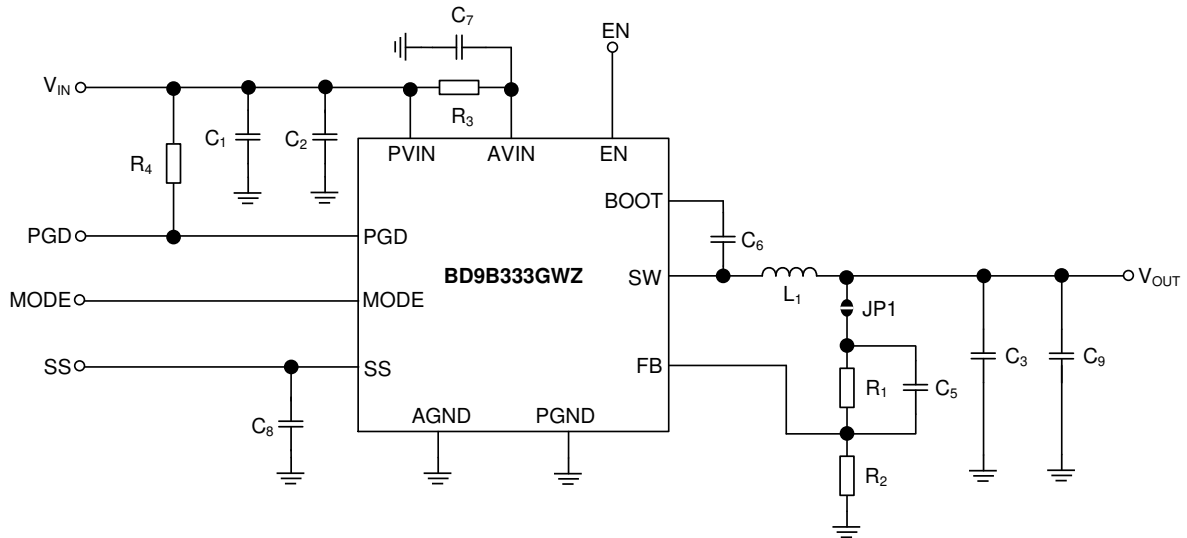 C7
EN
VIN
R3
C1
C2
R4
PVIN
AVIN
EN
BOOT
PGD
PGD
C6
BD9B333GWZ
SW
VOUT
L1
MODE
MODE
JP1
SS
SS
FB
R1
C5
C3
C9
C8
AGND
PGND
R2